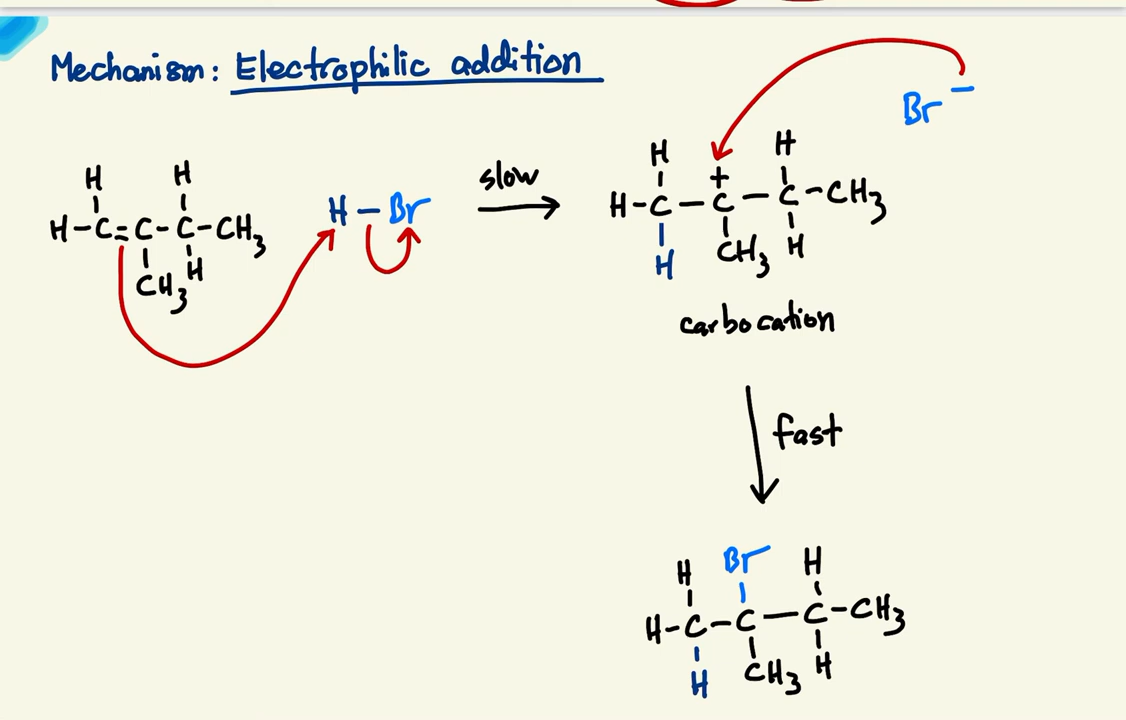 Mechanism: Electrophilic addition
H H
H-C=C-C-CH3
CH3 H
H-Br
slow
H H
H-C-C-C-CH3
+
H CH3 H
Br-
carbocation
fast
H Br H
H-C-C-C-CH3
H CH3 H